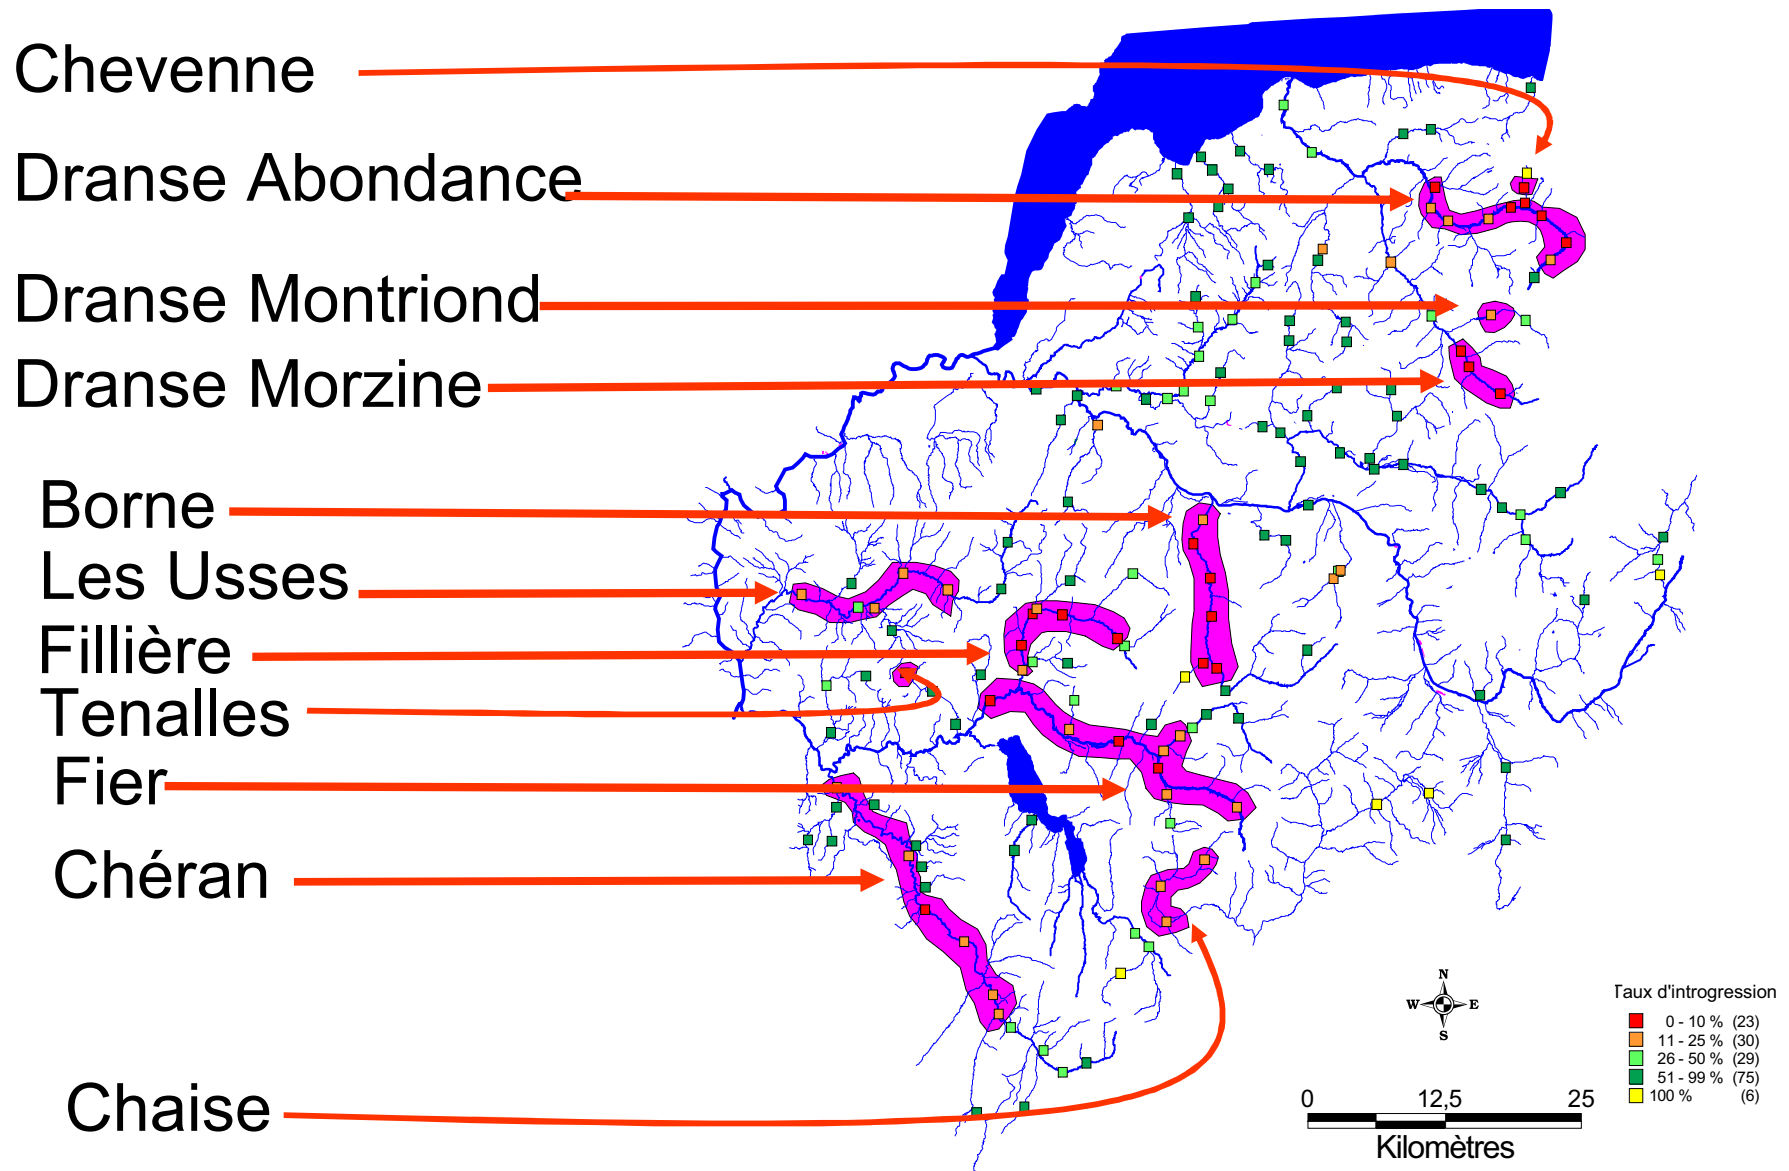 Chevenne
Dranse Abondance
Dranse Montriond
Dranse Morzine
Borne
Les Usses
Fillière
Tenalles
Fier
Chéran
Chaise
N
W E
S
Taux d'introgression
0 - 10 % (23)
11 - 25 % (30)
26 - 50 % (29)
51 - 99 % (75)
100 % (6)
0 12,5 25
Kilomètres